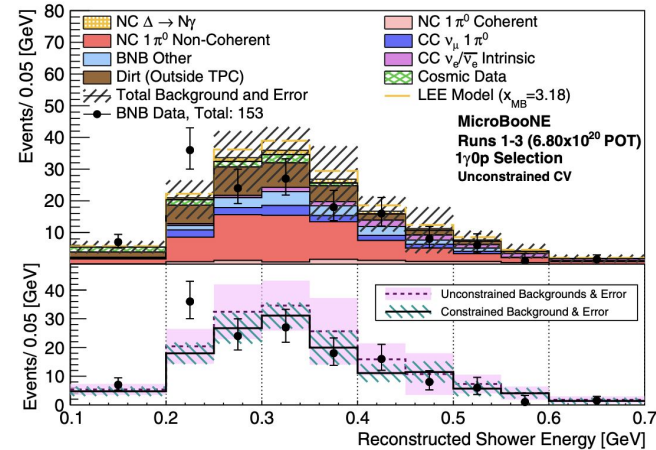 Events/ 0.05 [GeV]
80
70
60
50
40
30
20
10
NC Δ → Nγ
NC 1π⁰ Non-Coherent
BNB Other
Dirt (Outside TPC)
Total Background and Error
BNB Data, Total: 153
NC 1π⁰ Coherent
CC νμ 1π⁰
CC νe/ν̅e Intrinsic
Cosmic Data
LEE Model (xMB=3.18)
MicroBooNE
Runs 1-3 (6.80x10²⁰ POT)
1γ0p Selection
Unconstrained CV
Events/ 0.05 [GeV]
40
30
20
10
0
Unconstrained Backgrounds & Error
Constrained Background & Error
0.1 0.2 0.3 0.4 0.5 0.6 0.7
Reconstructed Shower Energy [GeV]